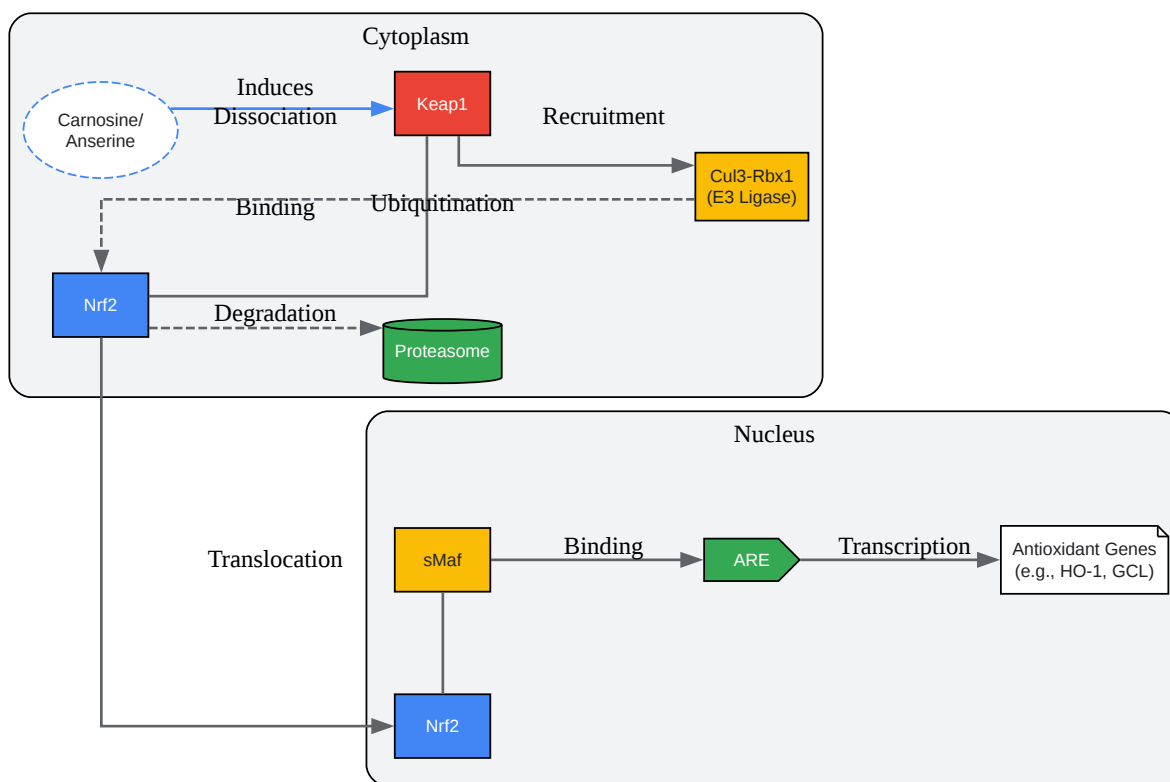 Cytoplasm
Induces
Dissociation
Carnosine/
Anserine
Keap1
Recruitment
Cul3-Rbx1
(E3 Ligase)
Binding
Ubiquitination
Nrf2
Degradation
Proteasome
Nucleus
Translocation
sMaf
Binding
ARE
Transcription
Antioxidant Genes
(e.g., HO-1, GCL)
Nrf2